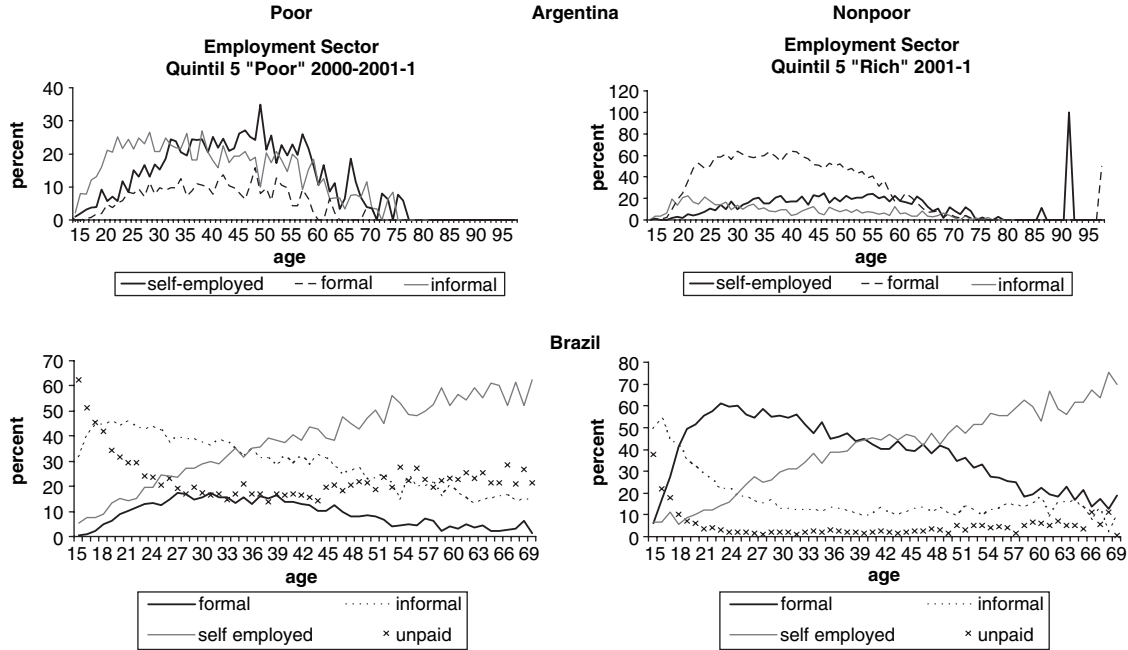 Poor
Argentina
Nonpoor
Employment Sector
Quintil 5 "Poor" 2000-2001-1
40
30
20
10
0
percent
15 20 25 30 35 40 45 50 55 60 65 70 75 80 85 90 95
age
self-employed formal informal
Employment Sector
Quintil 5 "Rich" 2001-1
120
100
80
60
40
20
0
percent
15 20 25 30 35 40 45 50 55 60 65 70 75 80 85 90 95
age
self-employed formal informal
Brazil
70
60
50
40
30
20
10
0
percent
15 18 21 24 27 30 33 36 39 42 45 48 51 54 57 60 63 66 69
age
formal informal
self employed unpaid
80
70
60
50
40
30
20
10
0
percent
15 18 21 24 27 30 33 36 39 42 45 48 51 54 57 60 63 66 69
age
formal informal
self employed unpaid